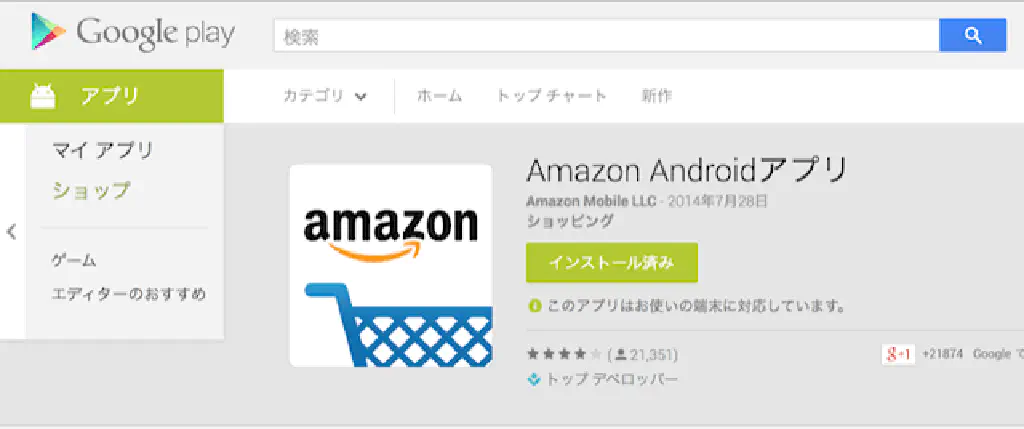 Google play
検索
アプリ
カテゴリ ホーム トップ チャート 新作
マイ アプリ
ショップ
ゲーム
エディターのおすすめ
amazon
Amazon Androidアプリ
Amazon Mobile LLC - 2014年7月28日
ショッピング
インストール済み
このアプリはお使いの端末に対応しています。
(21,351)
g+1 +21874 Google で
トップ デベロッパー